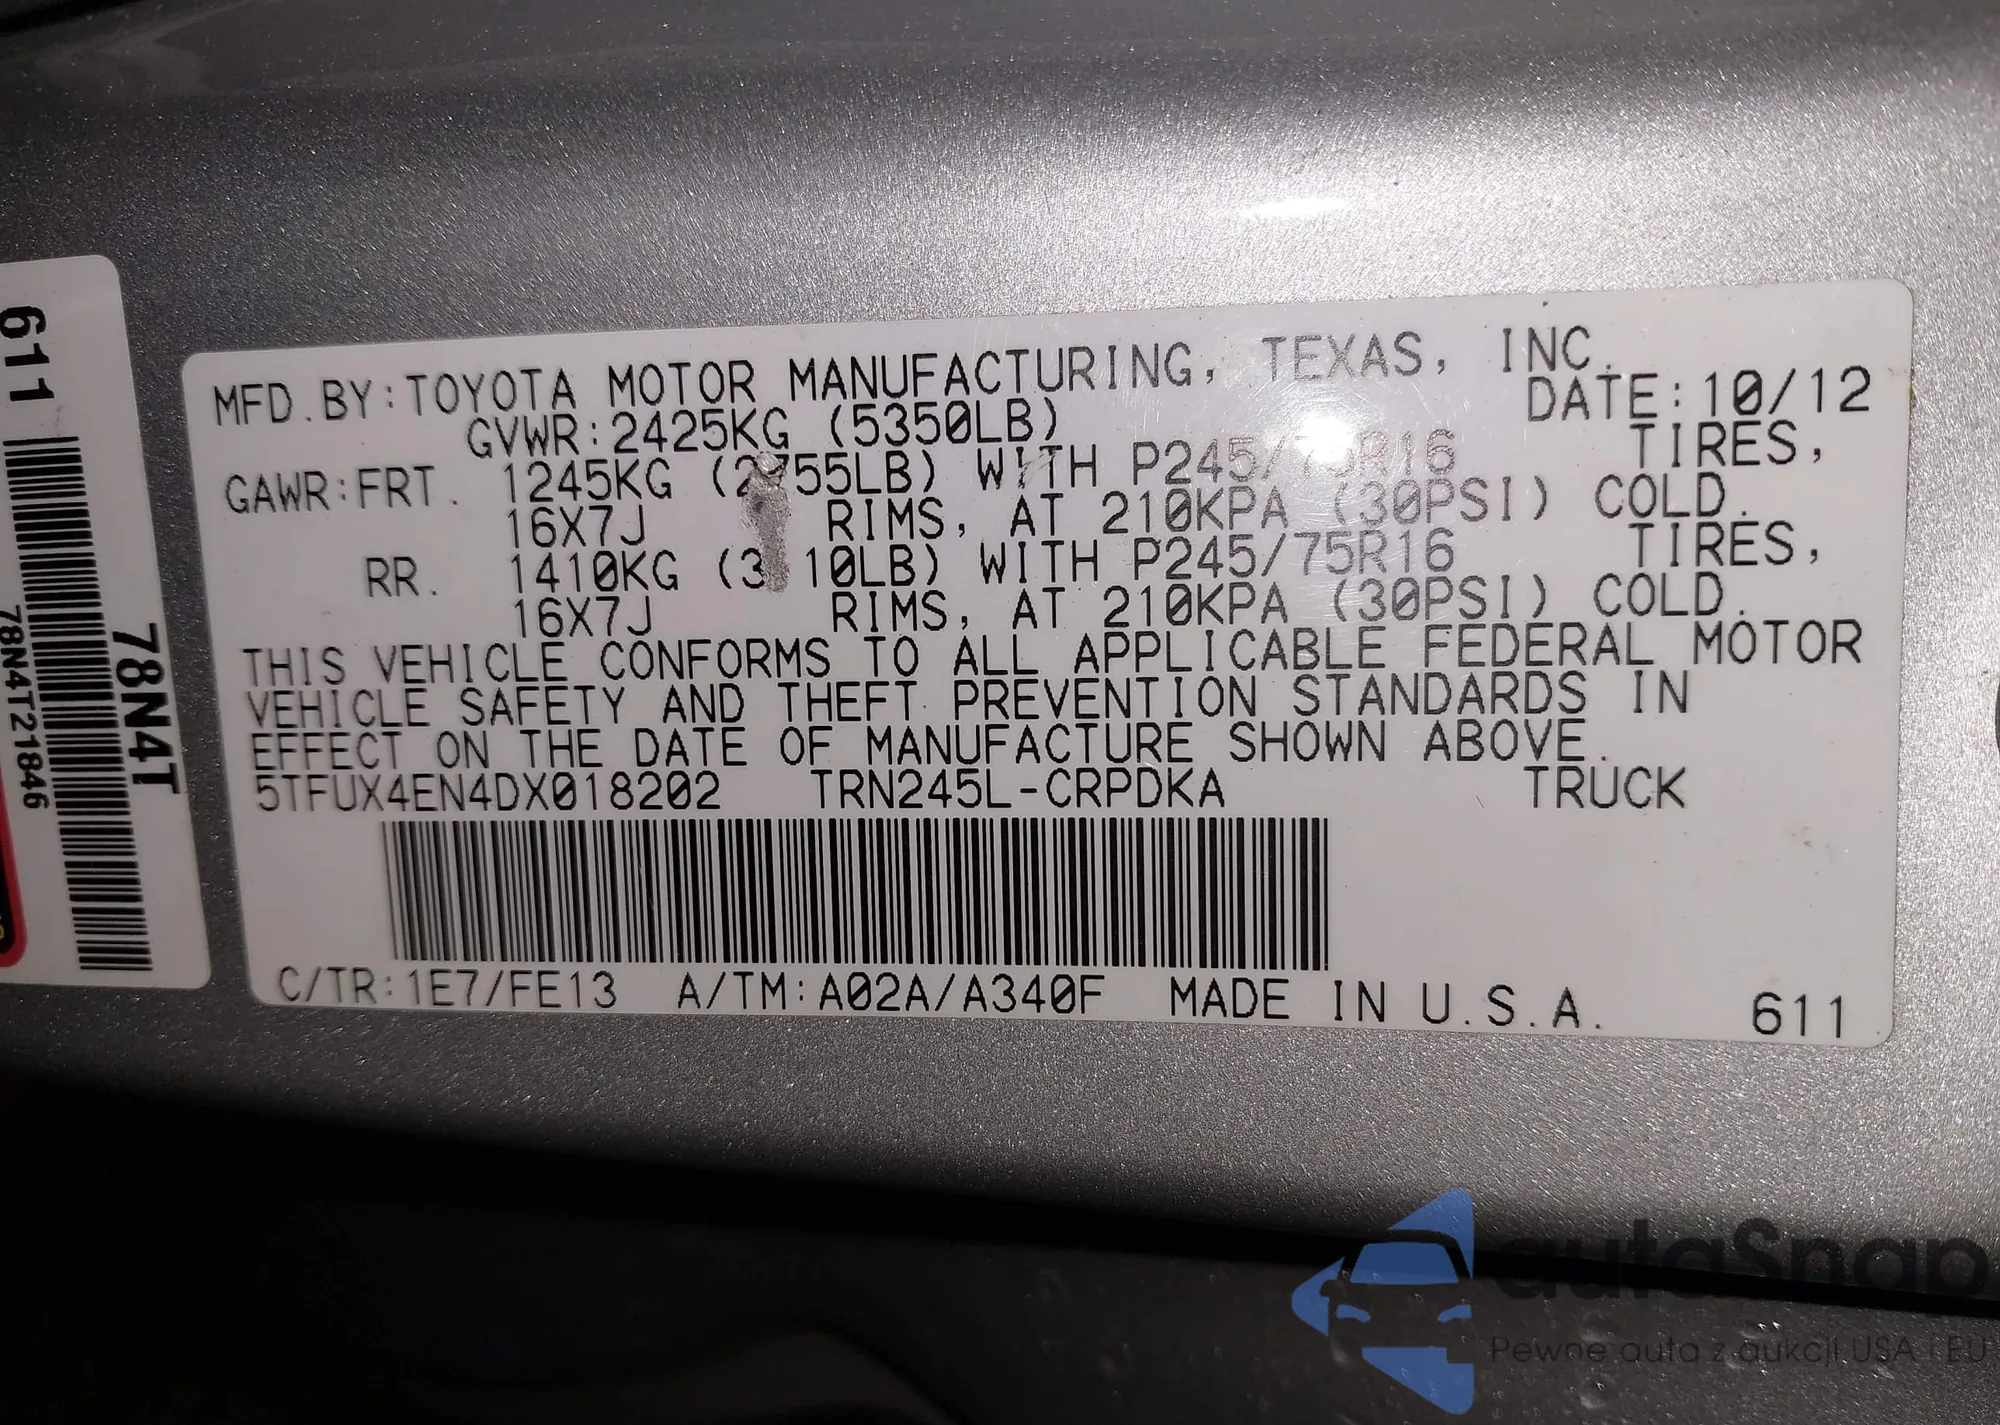 MFD.BY:TOYOTA MOTOR MANUFACTURING, TEXAS, INC.
GVWR:2425KG (5350LB) DATE:10/12
GAWR:FRT. 1245KG (2755LB) WITH P245/75R16 TIRES,
16X7J RIMS, AT 210KPA (30PSI) COLD.
RR. 1410KG (3 10LB) WITH P245/75R16 TIRES,
16X7J RIMS, AT 210KPA (30PSI) COLD.
THIS VEHICLE CONFORMS TO ALL APPLICABLE FEDERAL MOTOR
VEHICLE SAFETY AND THEFT PREVENTION STANDARDS IN
EFFECT ON THE DATE OF MANUFACTURE SHOWN ABOVE.
5TFUX4EN4DX018202 TRN245L-CRPDKA TRUCK
C/TR:1E7/FE13 A/TM:A02A/A340F MADE IN U.S.A. 611
611
78N4T
78N4T21846
autaSnap
Pewne auta z aukcji USA i EU